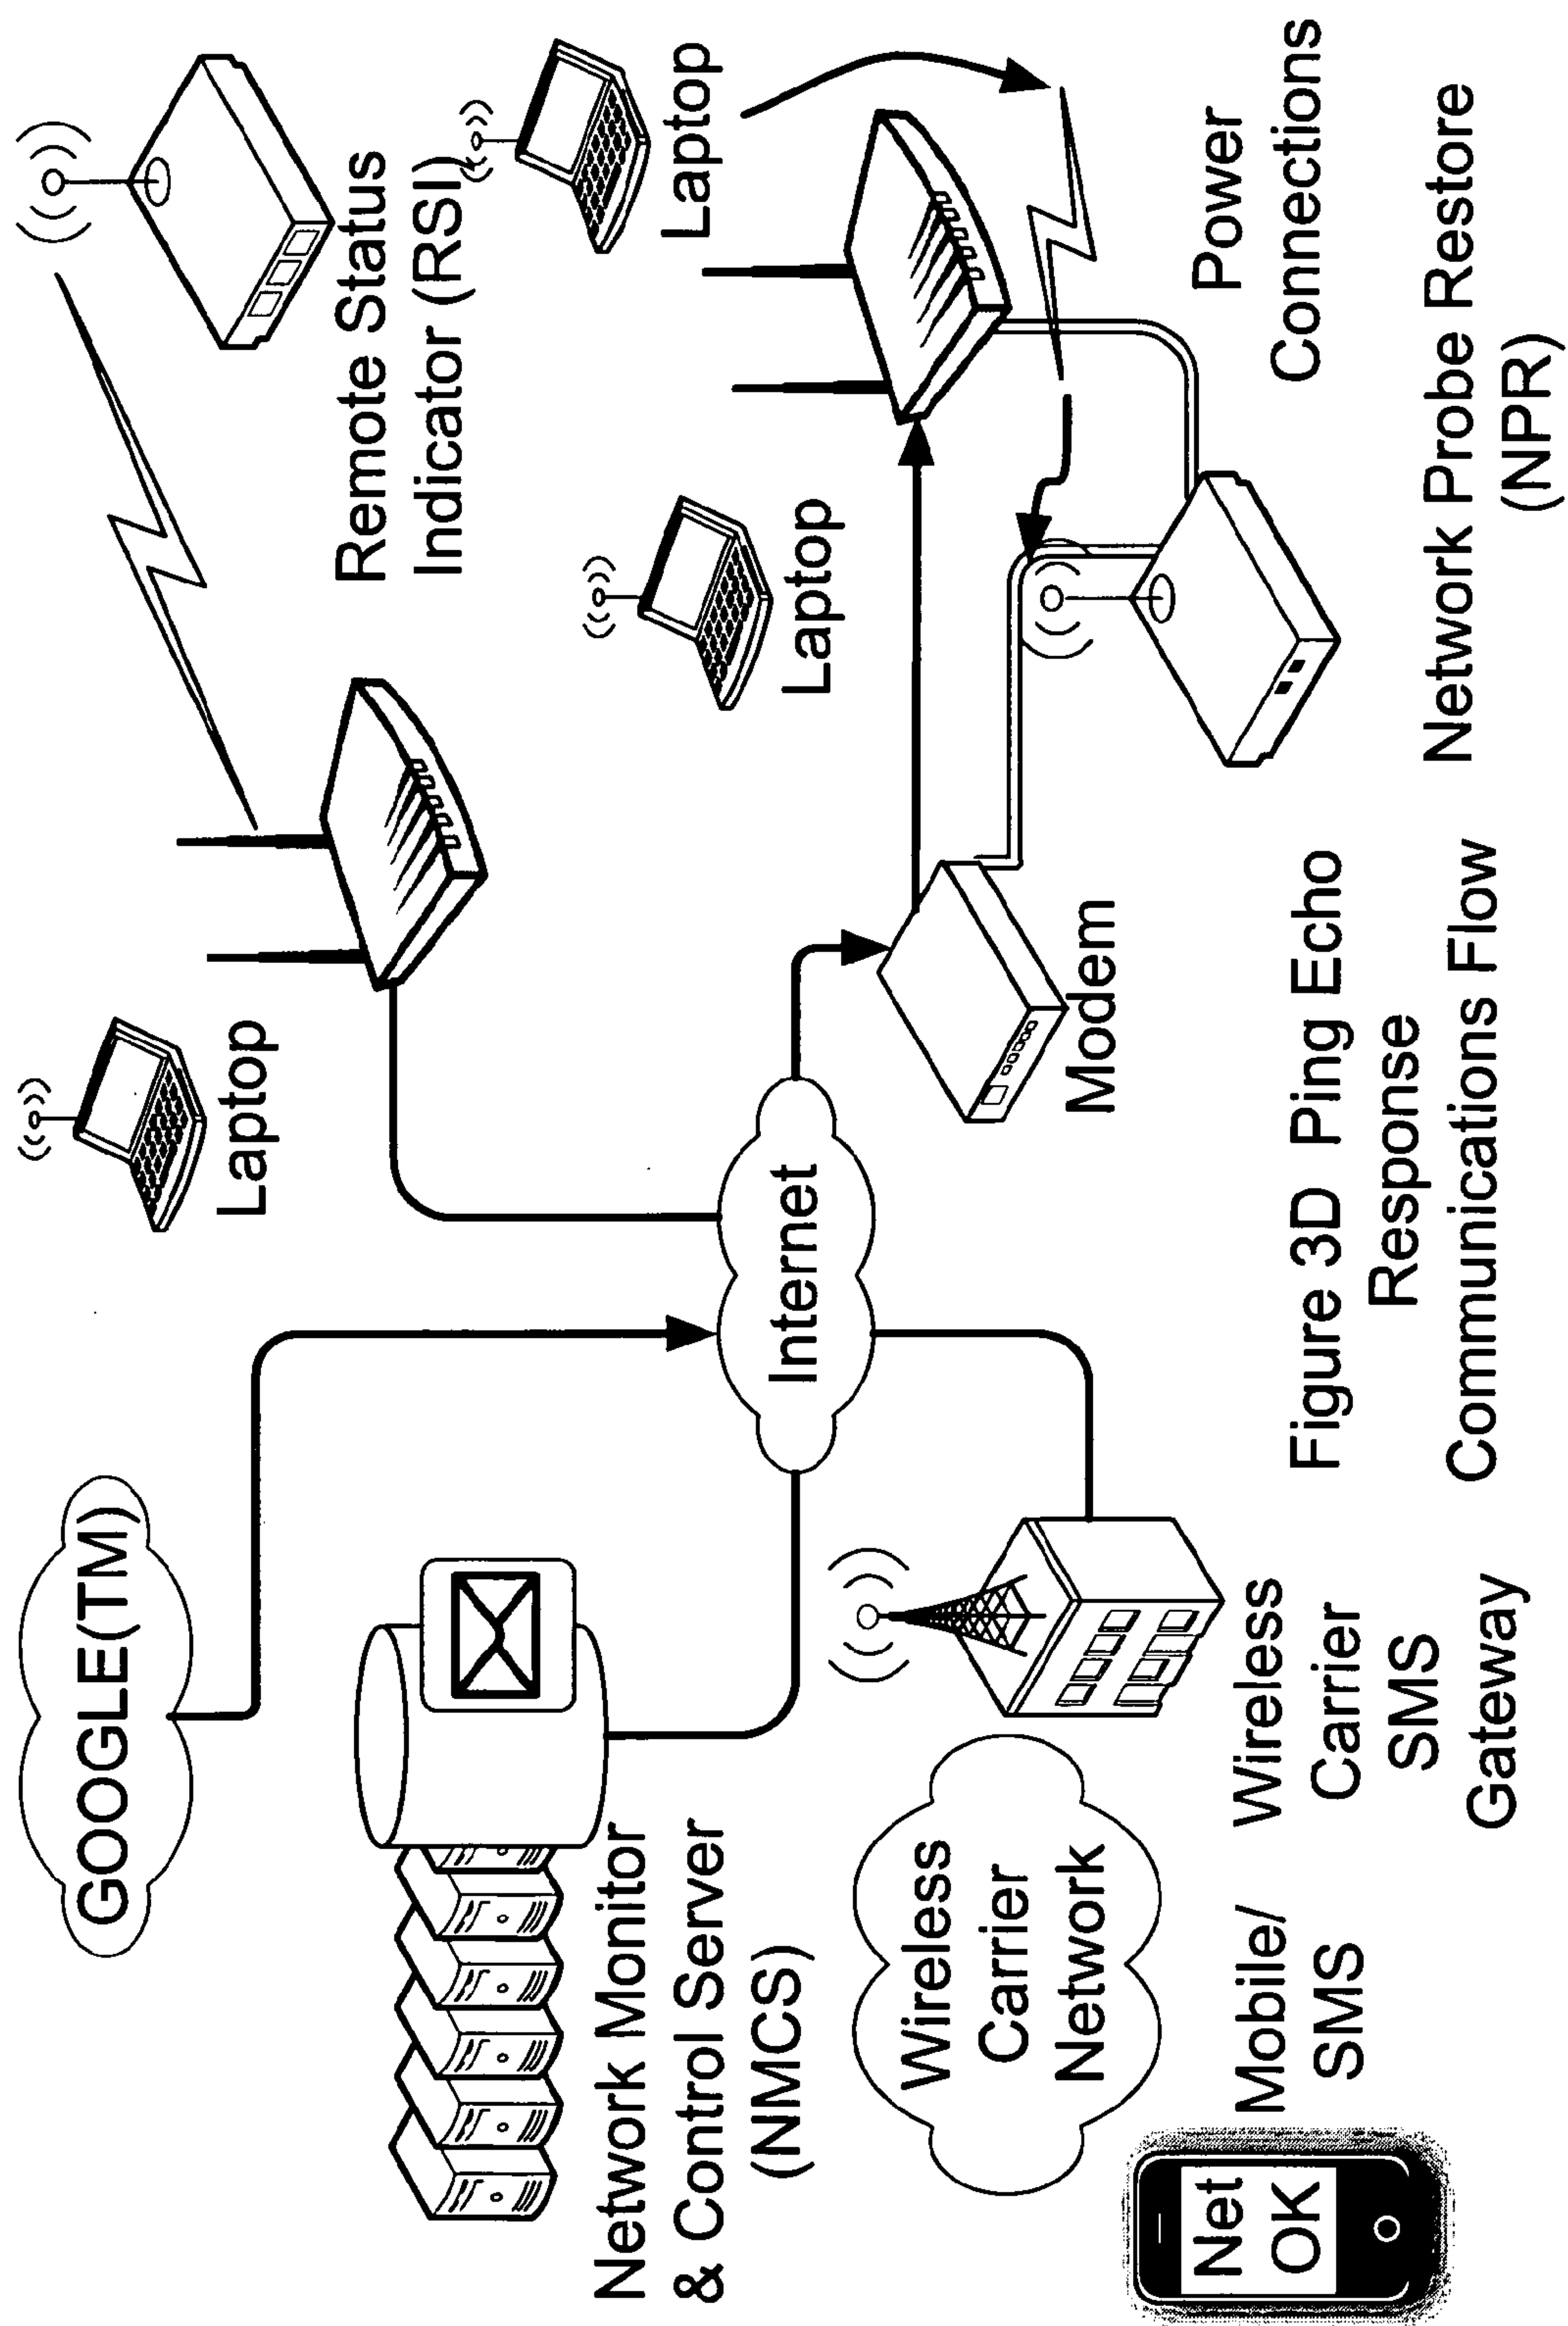 GOOGLE(TM)
Laptop
Remote Status
Indicator (RSI)
Network Monitor
& Control Server
(NMCS)
Internet
Laptop
Laptop
Wireless
Carrier
Network
Modem
Power
Connections
Net
OK
Mobile/
SMS
Wireless
Carrier
SMS
Gateway
Figure 3D Ping Echo
Response
Communications Flow
Network Probe Restore
(NPR)